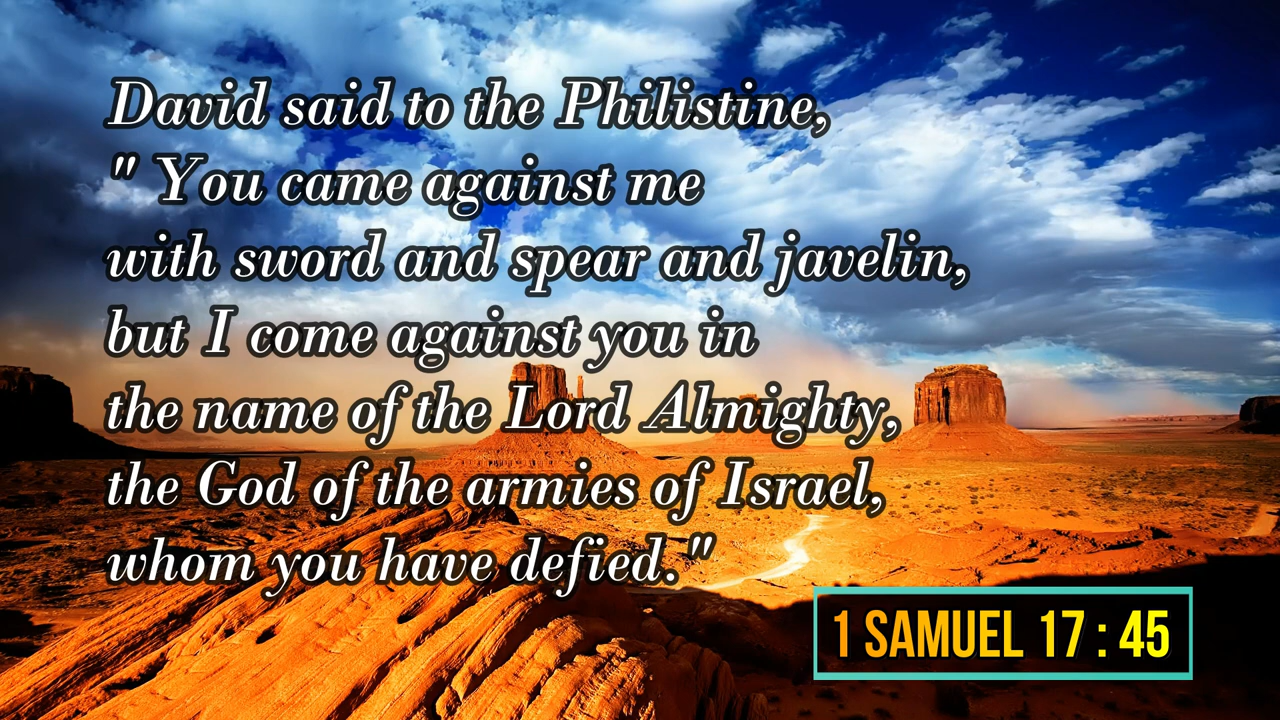 David said to the Philistine,
" You came against me
with sword and spear and javelin,
but I come against you in
the name of the Lord Almighty,
the God of the armies of Israel,
whom you have defied."
1 SAMUEL 17 : 45